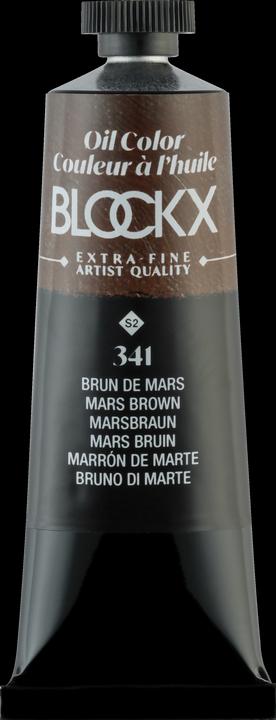 Oil Color
Couleur à l'huile
BLOCKX
EXTRA-FINE
ARTIST QUALITY
S2
341
BRUN DE MARS
MARS BROWN
MARSBRAUN
MARS BRUIN
MARRÓN DE MARTE
BRUNO DI MARTE